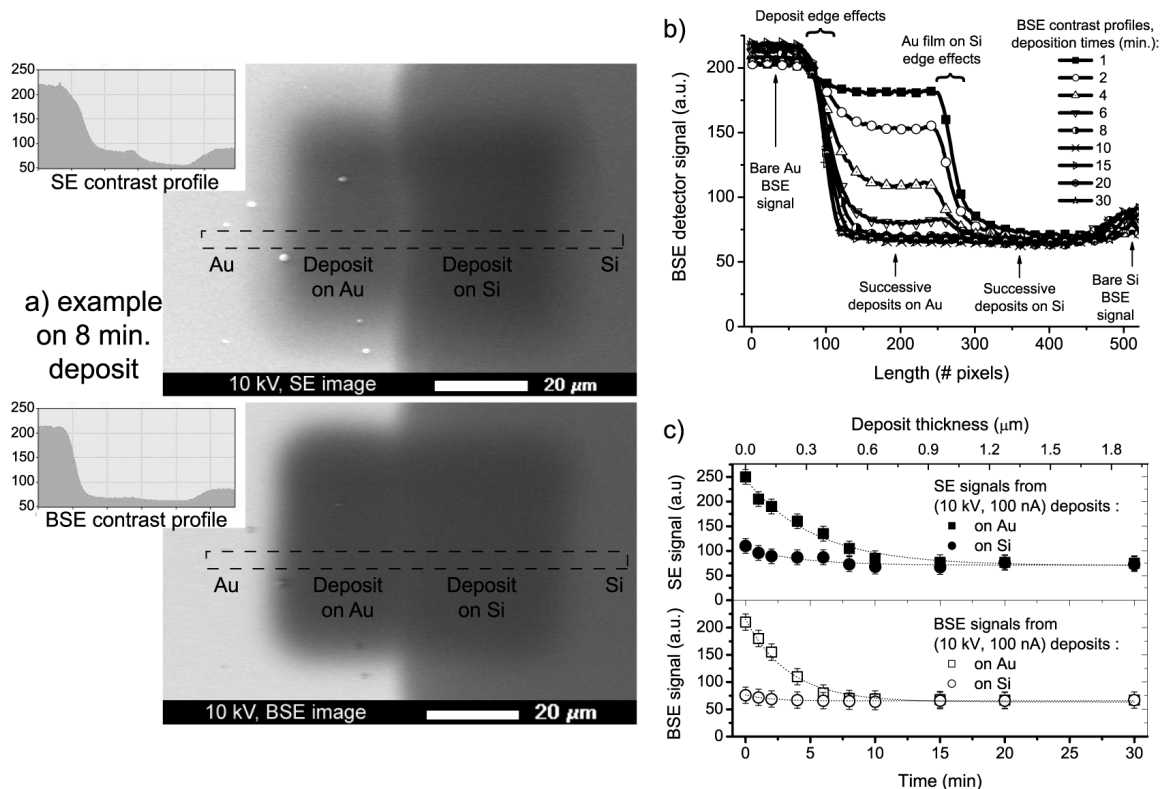 250
200
150
100
50
SE contrast profile
Au
Deposit
on Au
Deposit
on Si
Si
10 kV, SE image
20 µm
a) example
on 8 min.
deposit
250
200
150
100
50
BSE contrast profile
Au
Deposit
on Au
Deposit
on Si
Si
10 kV, BSE image
20 µm
b)
Deposit edge effects
Au film on Si
edge effects
BSE contrast profiles,
deposition times (min.):
1
2
4
6
8
10
15
20
30
BSE detector signal (a.u.)
200
150
100
50
0
Bare Au
BSE
signal
Successive
deposits on Au
Successive
deposits on Si
Bare Si
BSE
signal
0 100 200 300 400 500
Length (# pixels)
c)
Deposit thickness (μm)
0.0 0.3 0.6 0.9 1.2 1.5 1.8
SE signal (a.u)
250
200
150
100
50
0
SE signals from
(10 kV, 100 nA) deposits :
on Au
on Si
BSE signal (a.u.)
200
150
100
50
0
BSE signals from
(10 kV, 100 nA) deposits :
on Au
on Si
0 5 10 15 20 25 30
Time (min)